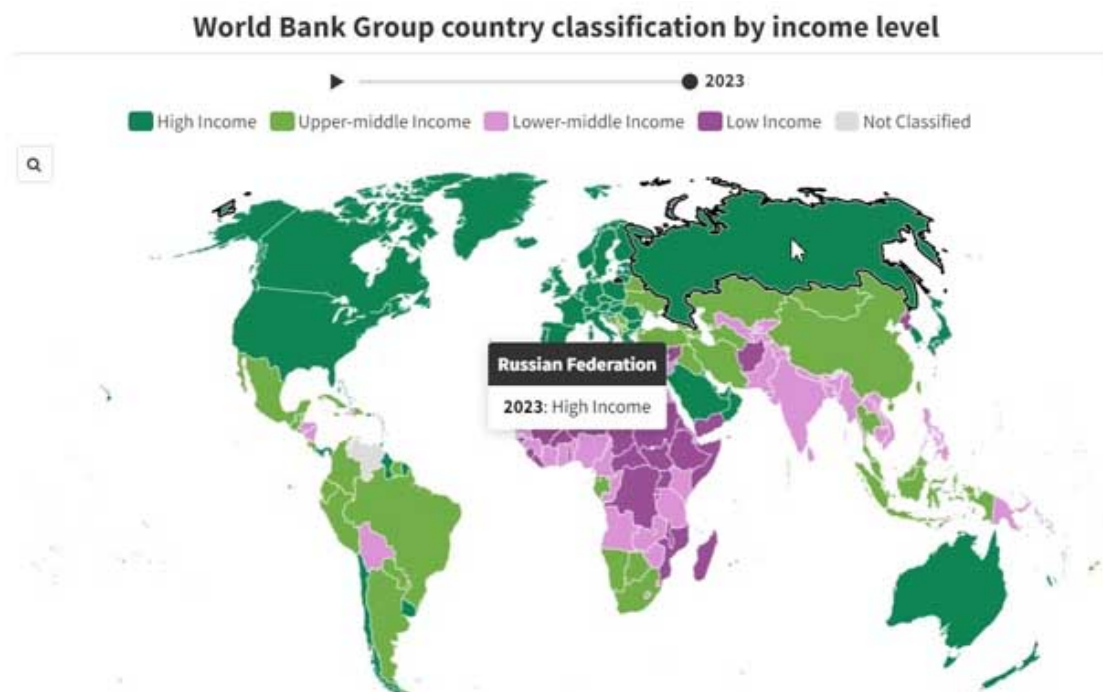 World Bank Group country classification by income level
2023
High Income Upper-middle Income Lower-middle Income Low Income Not Classified
Russian Federation
2023: High Income